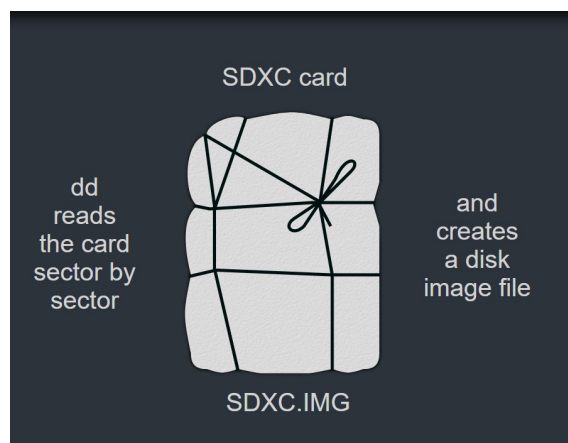 SDXC card
dd
reads
the card
sector by
sector
and
creates
a disk
image file
SDXC.IMG